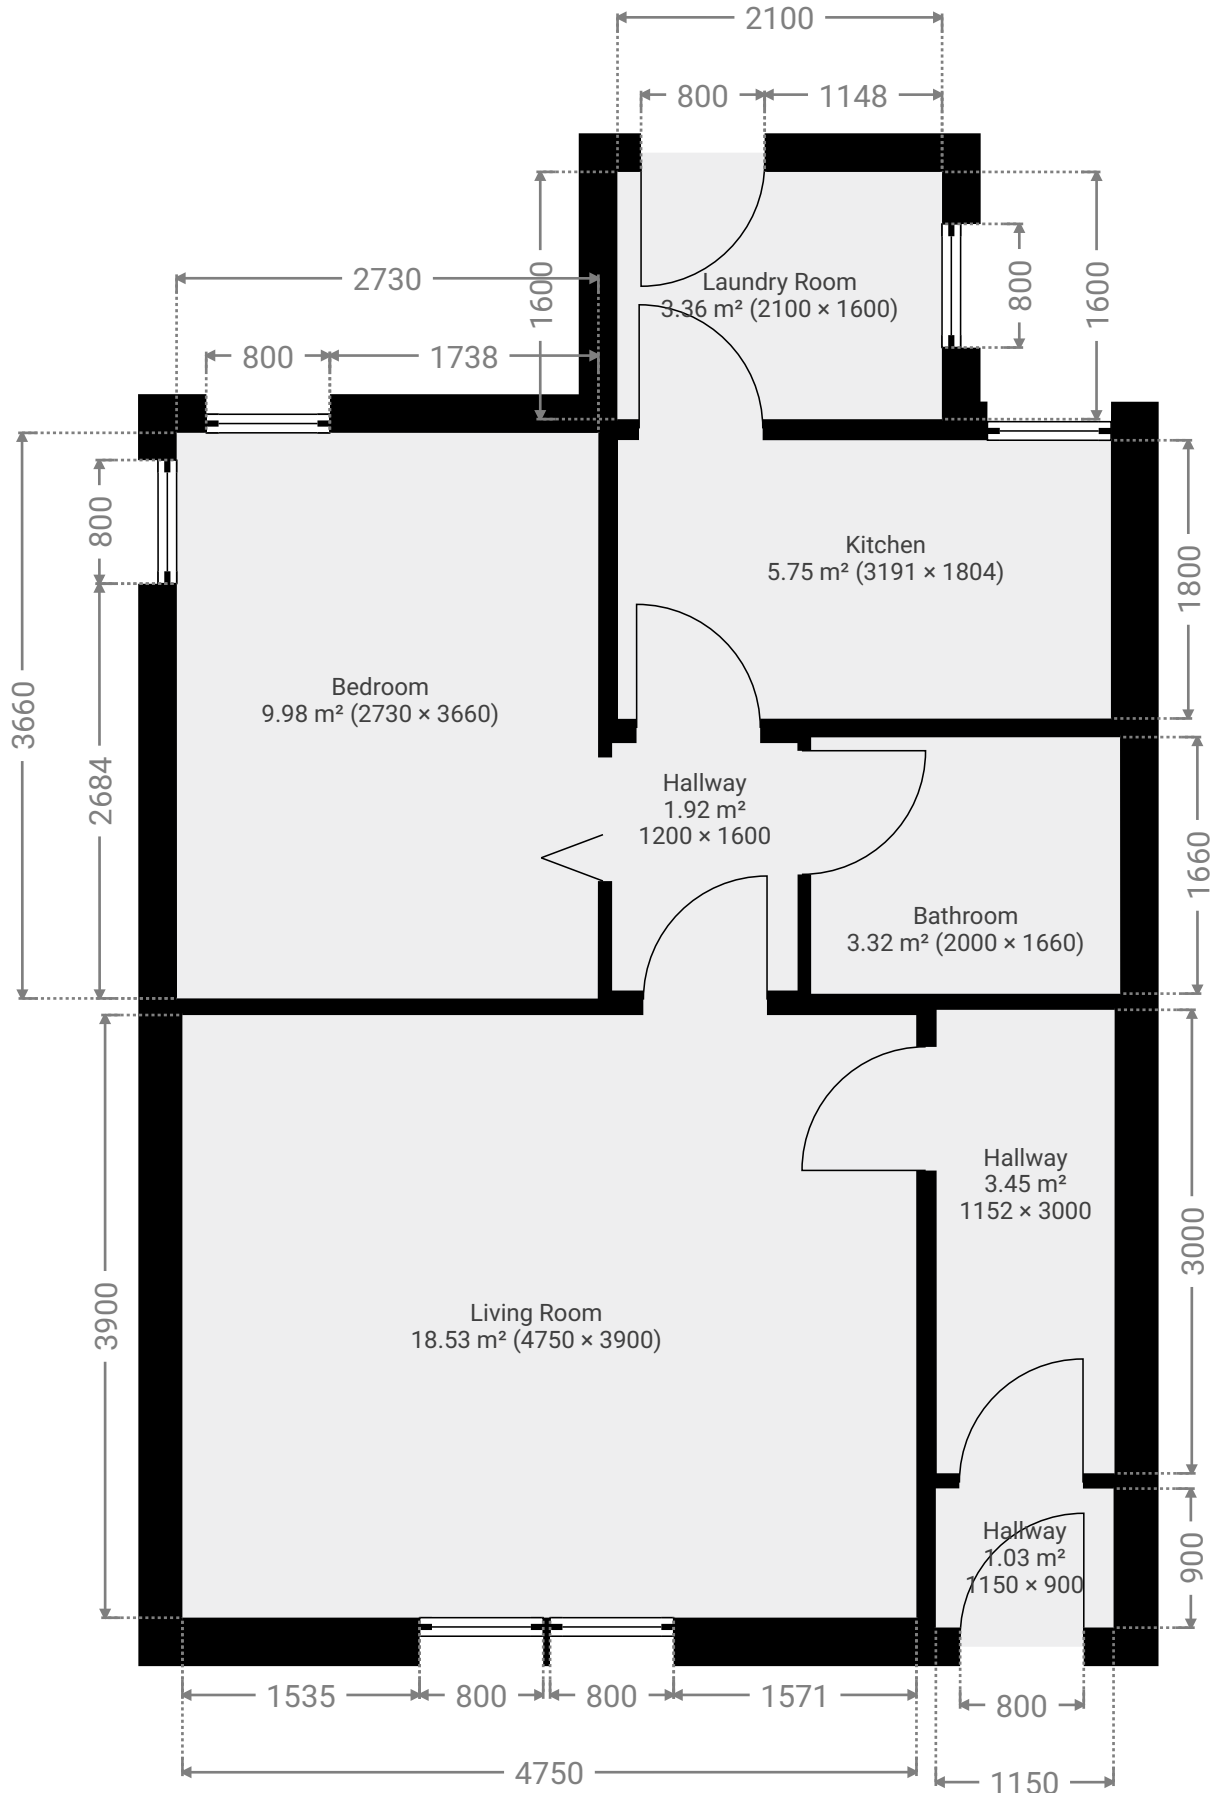 2100
800
1148
1600
800
1600
2730
800
1738
Laundry Room
3.36 m² (2100 × 1600)
3660
800
2684
Kitchen
5.75 m² (3191 × 1804)
1800
Bedroom
9.98 m² (2730 × 3660)
Hallway
1.92 m²
1200 × 1600
1660
Bathroom
3.32 m² (2000 × 1660)
Hallway
3.45 m²
1152 × 3000
3000
3900
Living Room
18.53 m² (4750 × 3900)
Hallway
1.03 m²
1150 × 900
900
1535
800
800
1571
800
4750
1150